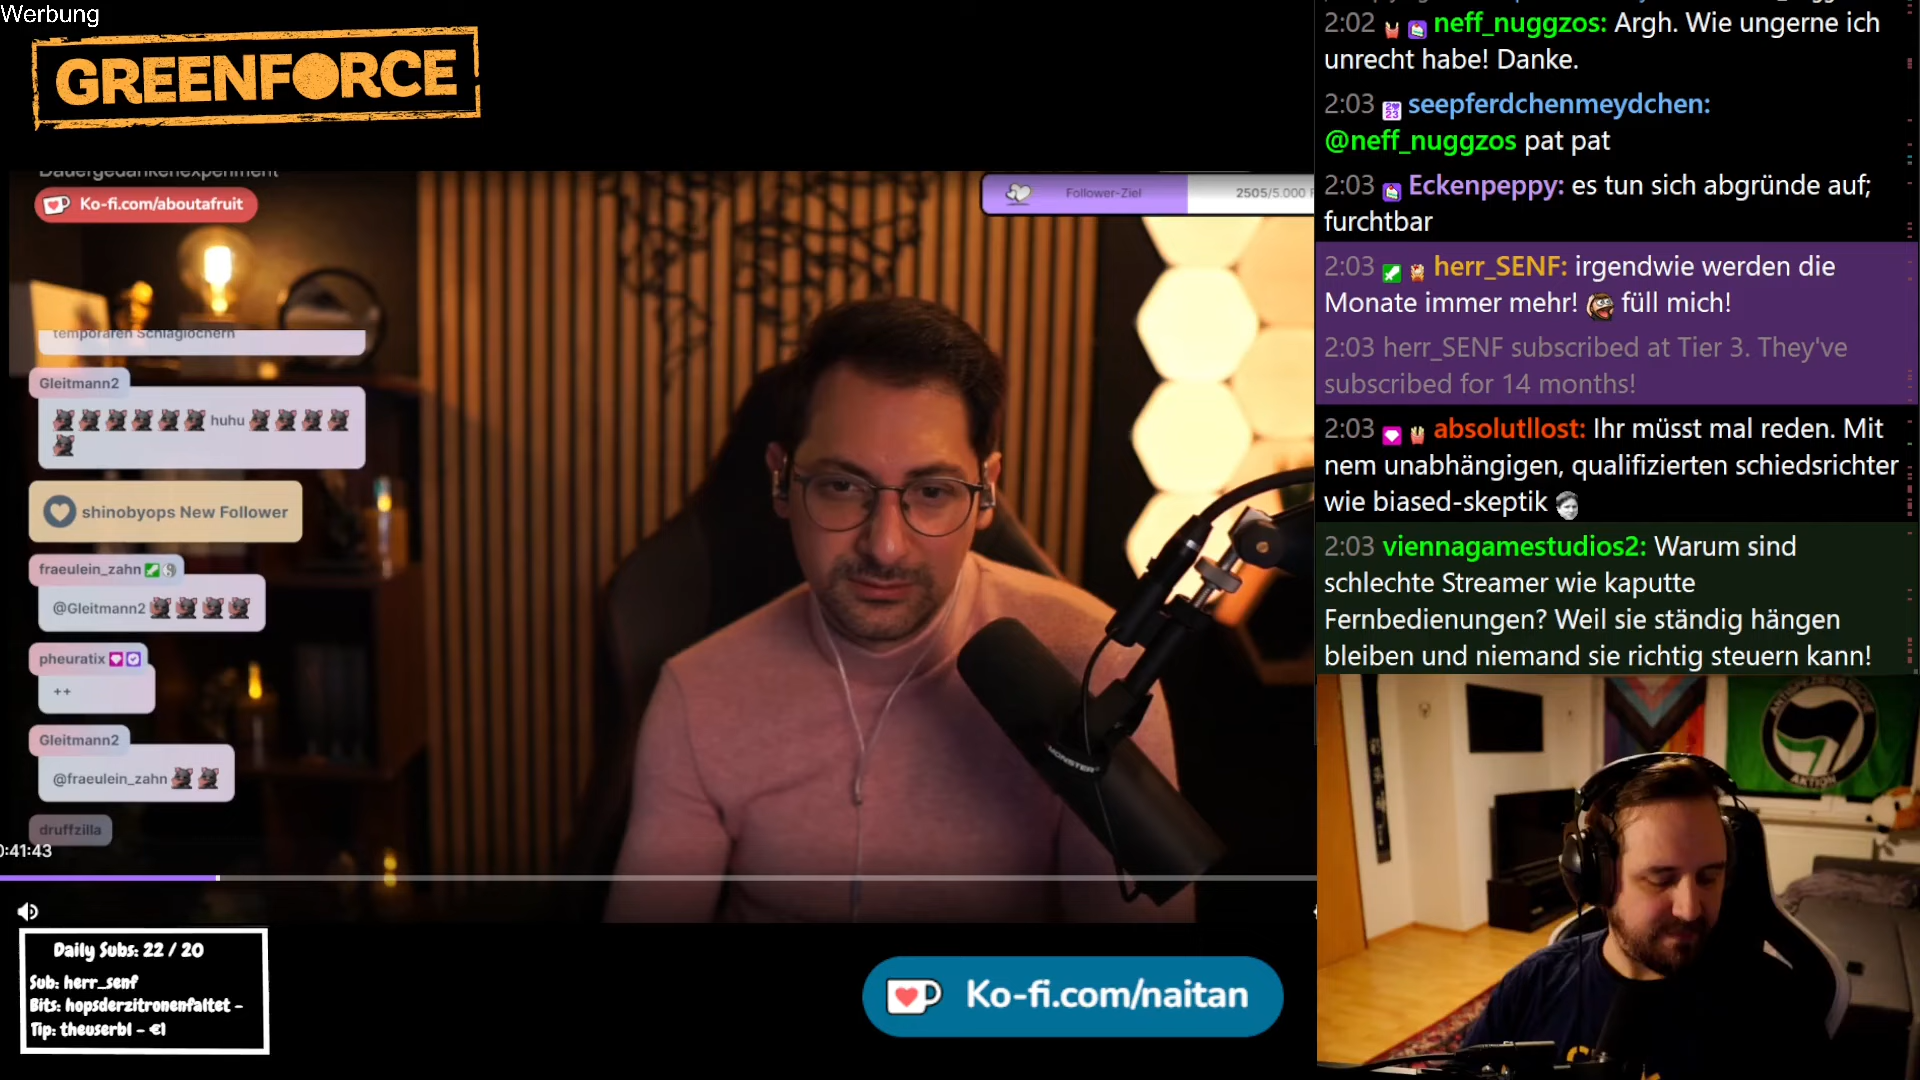 Werbung
GREENFORCE
Dauergedankenexperiment
Ko-fi.com/aboutafruit
Follower-Ziel
2505/5.000
temporären Schlaglöchern
Gleitmann2
huhu
shinobyops New Follower
fraeulein_zahn
@Gleitmann2
pheuratix
++
Gleitmann2
@fraeulein_zahn
druffzilla
0:41:43
MONSTER
Daily Subs: 22 / 20
Sub: herr_senf
Bits: hopsderzitronenfaltet -
Tip: theuserbl - €1
Ko-fi.com/naitan
2:02 neff_nuggzos: Argh. Wie ungerne ich
unrecht habe! Danke.
2:03 seepferdchenmeydchen:
@neff_nuggzos pat pat
2:03 Eckenpeppy: es tun sich abgründe auf;
furchtbar
2:03 herr_SENF: irgendwie werden die
Monate immer mehr! füll mich!
2:03 herr_SENF subscribed at Tier 3. They've
subscribed for 14 months!
2:03 absolutllost: Ihr müsst mal reden. Mit
nem unabhängigen, qualifizierten schiedsrichter
wie biased-skeptik
2:03 viennagamestudios2: Warum sind
schlechte Streamer wie kaputte
Fernbedienungen? Weil sie ständig hängen
bleiben und niemand sie richtig steuern kann!
AKTION